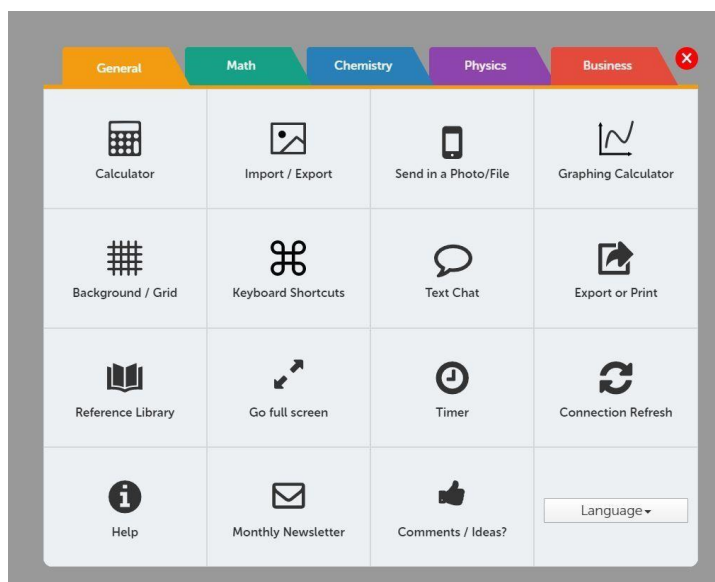 General
Math
Chemistry
Physics
Business
Calculator
Import / Export
Send in a Photo/File
Graphing Calculator
Background / Grid
Keyboard Shortcuts
Text Chat
Export or Print
Reference Library
Go full screen
Timer
Connection Refresh
Help
Monthly Newsletter
Comments / Ideas?
Language